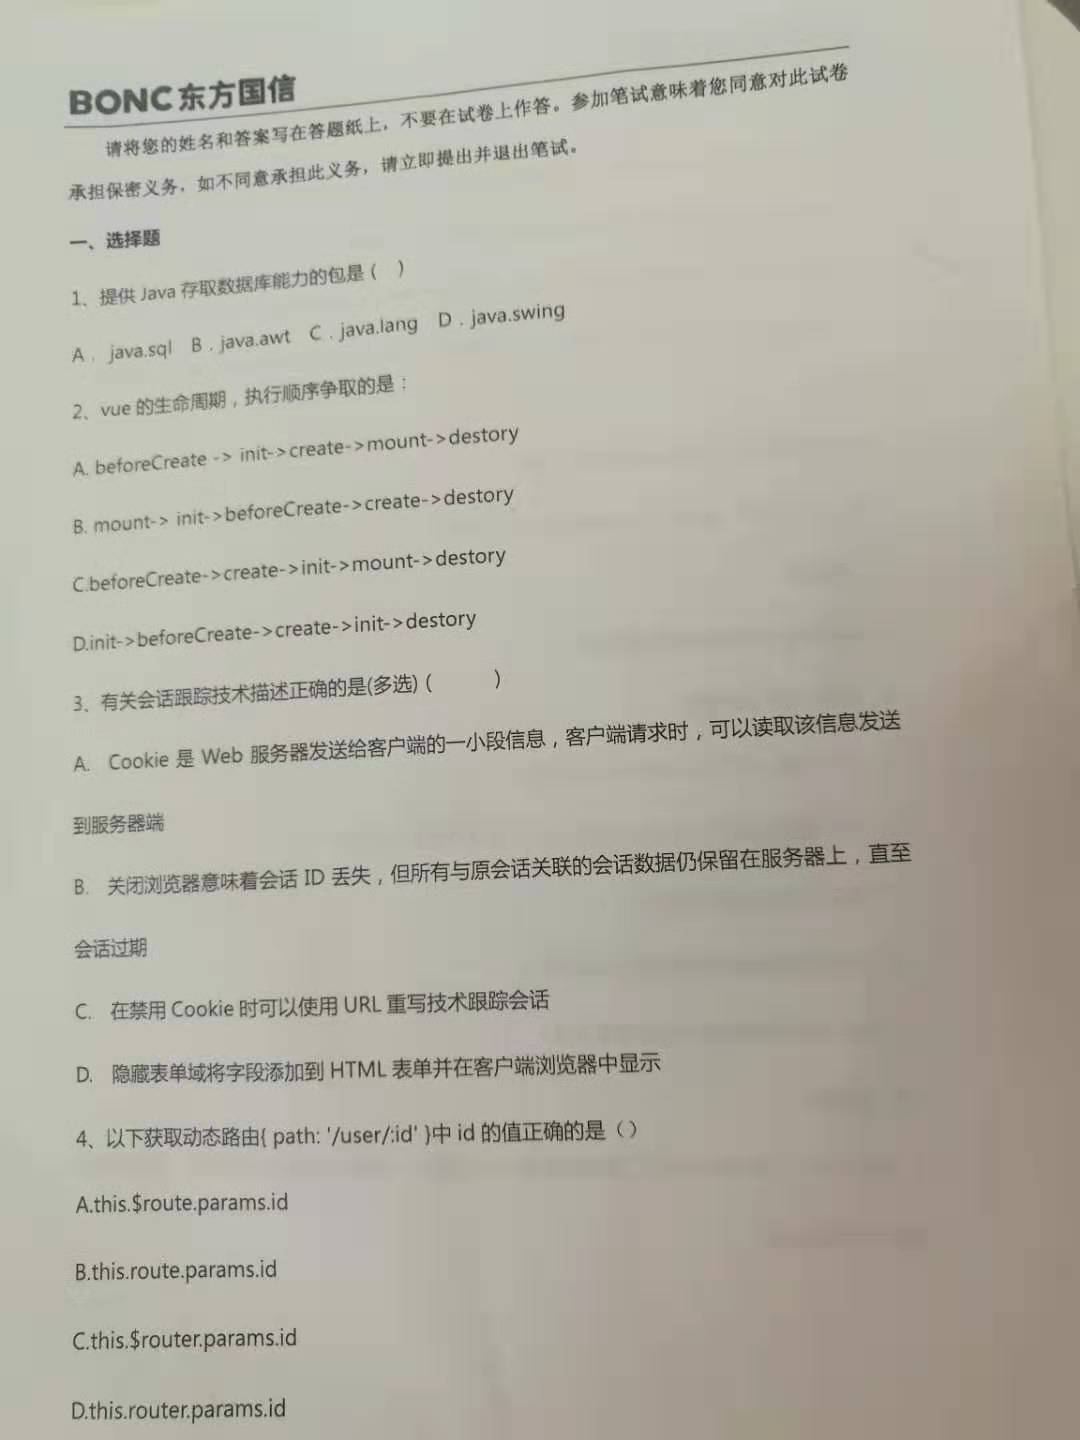 BONC东方国信
请将您的姓名和答案写在答题纸上，不要在试卷上作答。参加笔试意味着您同意对此试卷
承担保密义务，如不同意承担此义务，请立即提出并退出笔试。
一、选择题
1、提供 Java 存取数据库能力的包是（  ）
A． java.sql B．java.awt C．java.lang D．java.swing
2、vue 的生命周期，执行顺序争取的是：
A. beforeCreate -> init->create->mount->destory
B. mount-> init->beforeCreate->create->destory
C.beforeCreate->create->init->mount->destory
D.init->beforeCreate->create->init->destory
3、有关会话跟踪技术描述正确的是(多选)（   ）
A. Cookie 是 Web 服务器发送给客户端的一小段信息，客户端请求时，可以读取该信息发送
到服务器端
B. 关闭浏览器意味着会话 ID 丢失，但所有与原会话关联的会话数据仍保留在服务器上，直至
会话过期
C. 在禁用 Cookie 时可以使用 URL 重写技术跟踪会话
D. 隐藏表单域将字段添加到 HTML 表单并在客户端浏览器中显示
4、以下获取动态路由{ path: '/user/:id' }中 id 的值正确的是（）
A.this.$route.params.id
B.this.route.params.id
C.this.$router.params.id
D.this.router.params.id